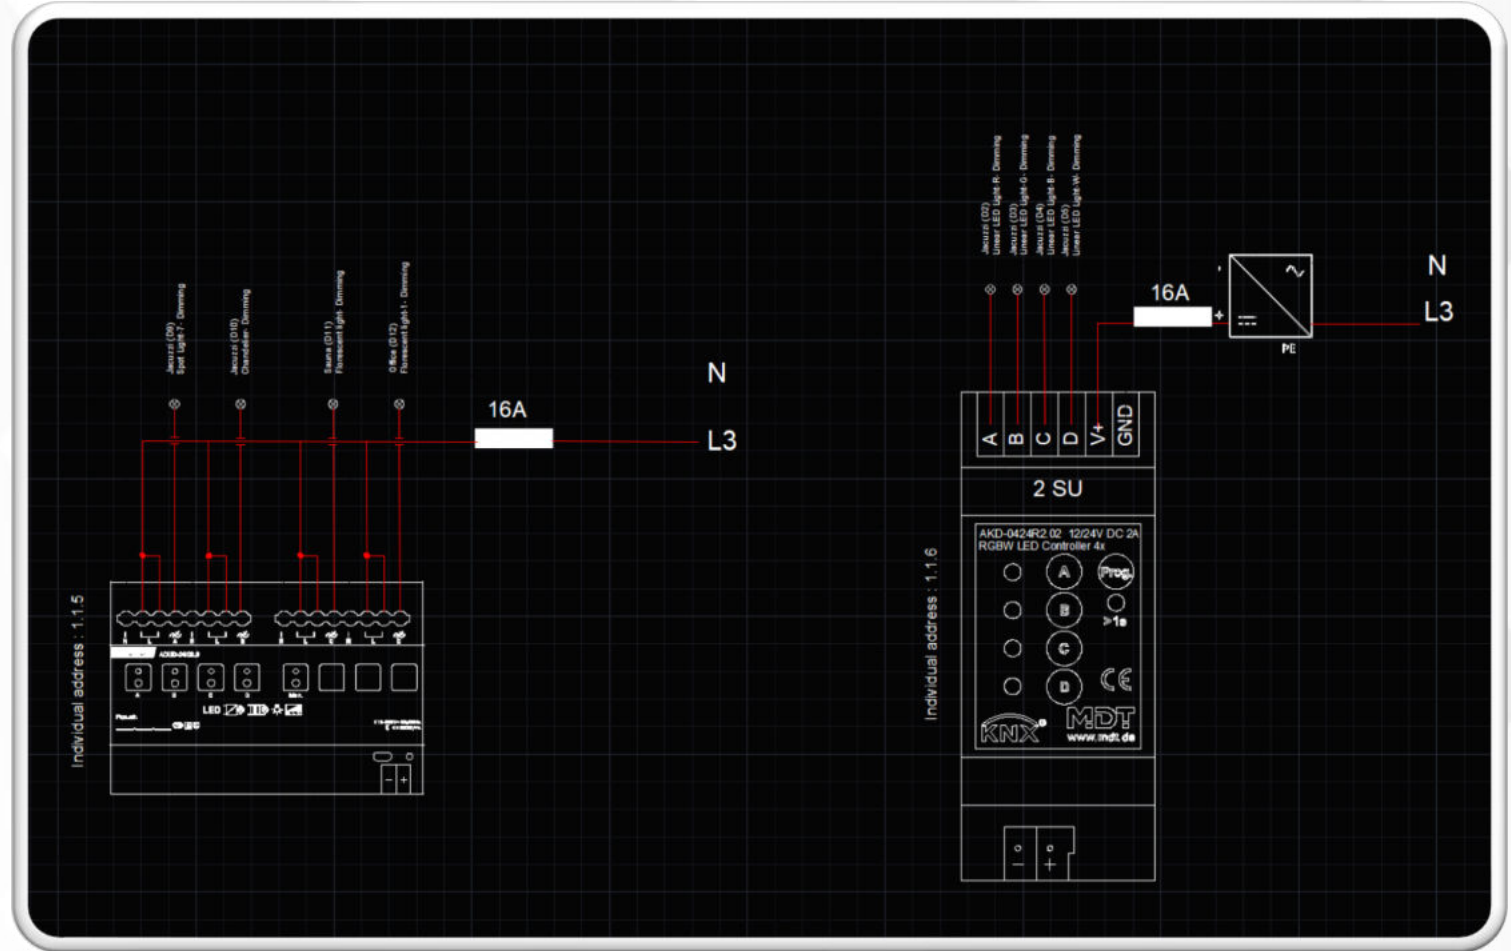 Jacuzzi (D9)
Spot Light-7- Dimming
Jacuzzi (D10)
Chandelier- Dimming
Sauna (D11)
Florescent light- Dimming
Office (D12)
Florescent light-1- Dimming
16A
N
L3
Individual address : 1.1.5
N
L
A
N
L
B
N
L
C
N
L
D
A
B
C
D
LED
- +
Jacuzzi (D2)
Linear LED Light-R- Dimming
Jacuzzi (D3)
Linear LED Light-G- Dimming
Jacuzzi (D4)
Linear LED Light-B- Dimming
Jacuzzi (D5)
Linear LED Light-W- Dimming
16A
-
+
PE
N
L3
A B C D V+ GND
2 SU
AKD-0424R2.02 12/24V DC 2A
RGBW LED Controller 4x
A
Prog.
B
>1s
C
CE
D
KNX®
MDT
www.mdt.de
Individual address : 1.1.6
- +